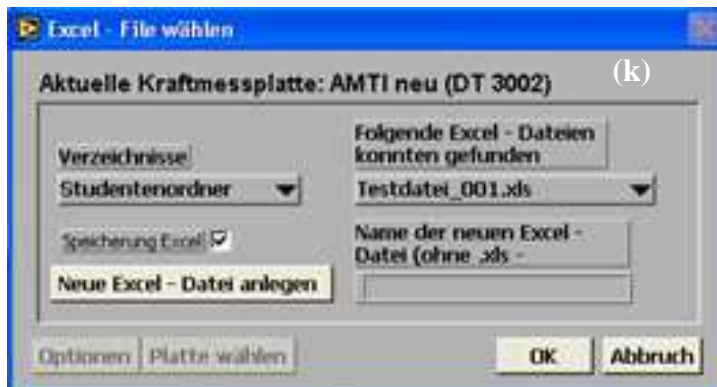 Excel - File wählen
(k)
Aktuelle Kraftmessplatte: AMTI neu (DT 3002)
Verzeichnisse
Studentenordner
Speicherung Excel
Neue Excel - Datei anlegen
Folgende Excel - Dateien
konnten gefunden
Testdatei_001.xls
Name der neuen Excel -
Datei (ohne .xls -
Optionen
Platte wählen
OK
Abbruch